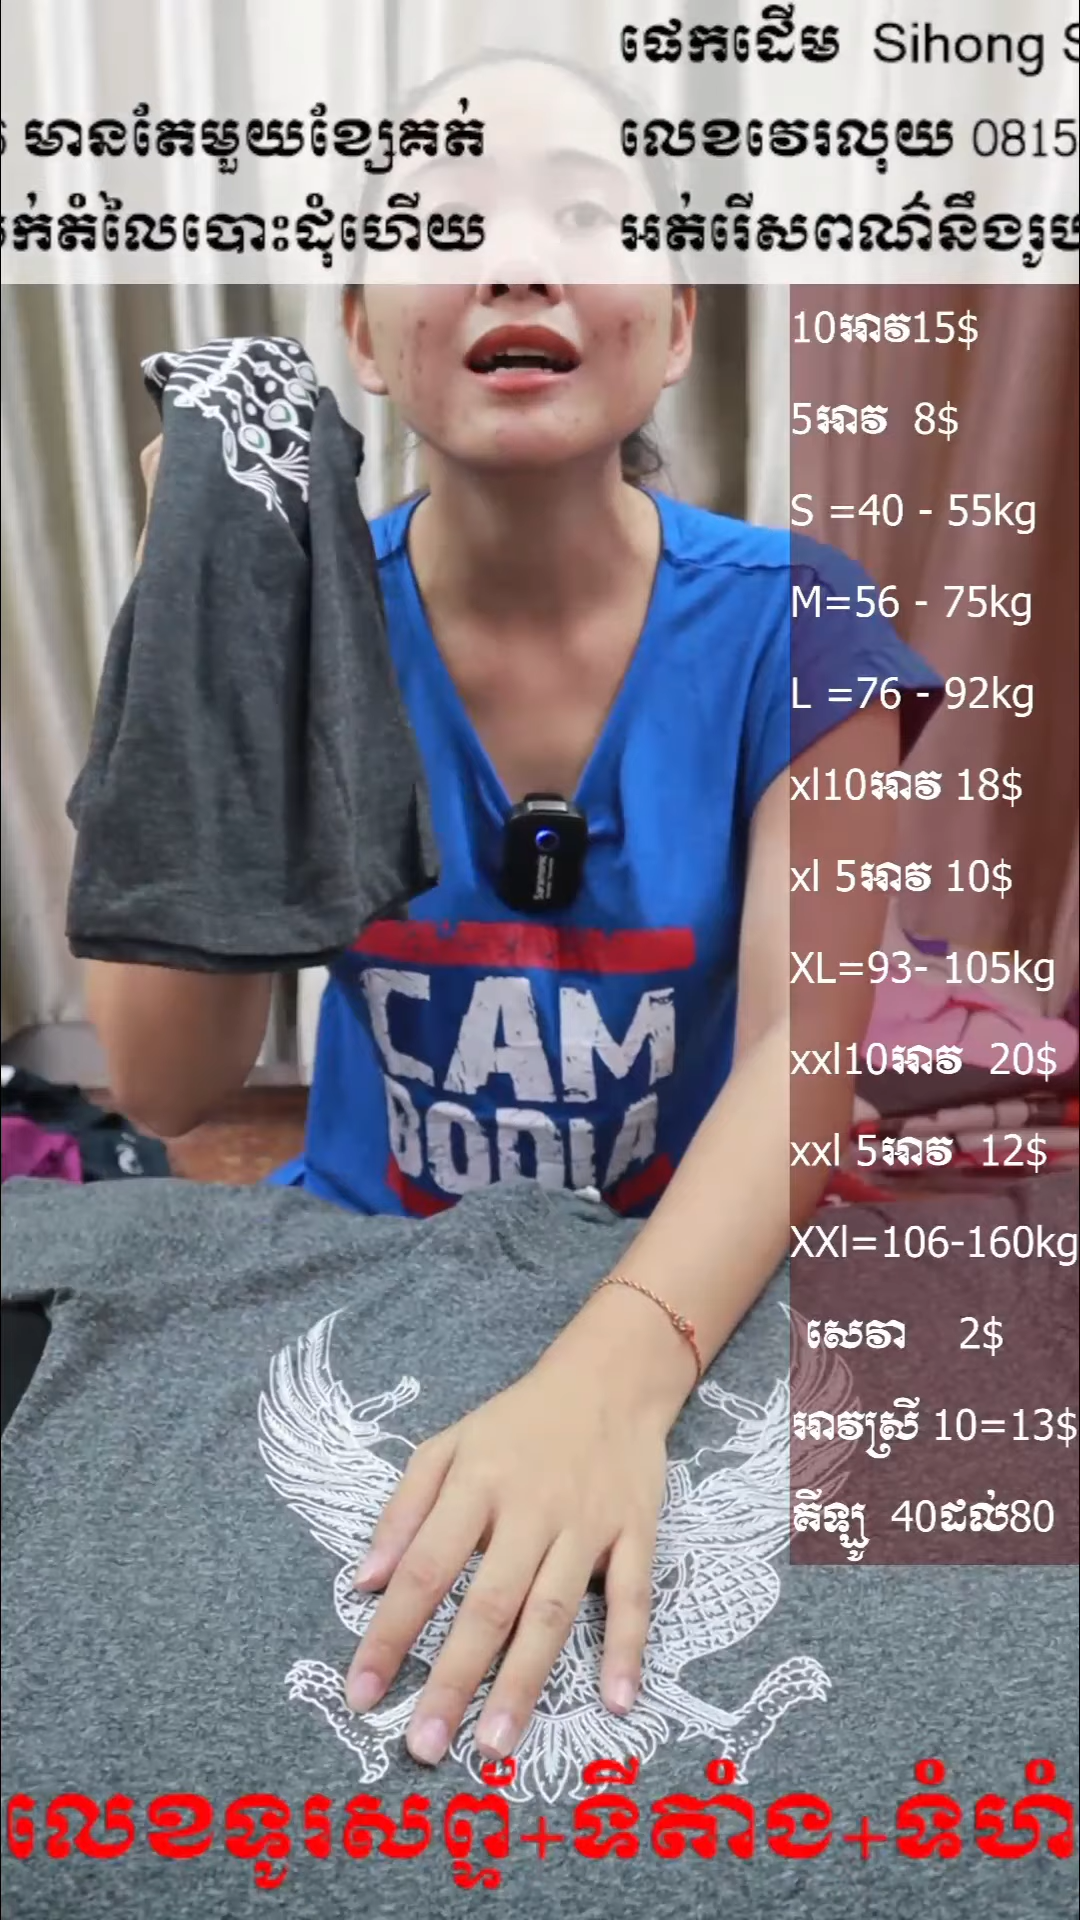 ផេកដើម Sihong S
មានតែមួយខ្សែគត់
លេខវេរលុយ 0815
ក់តំលៃបោះដុំហើយ
អត់រើសពណ៌នឹងរូប
10អាវ15$
5អាវ 8$
S =40 - 55kg
M=56 - 75kg
L =76 - 92kg
xl10អាវ 18$
xl 5អាវ 10$
XL=93- 105kg
xxl10អាវ 20$
xxl 5អាវ 12$
XXl=106-160kg
សេវា 2$
អាវស្រី 10=13$
គីឡូ 40ដល់80
Saramonic
CAM
BODIA
លេខទូរសព្ទ័+ទីតាំង+ទំហំ